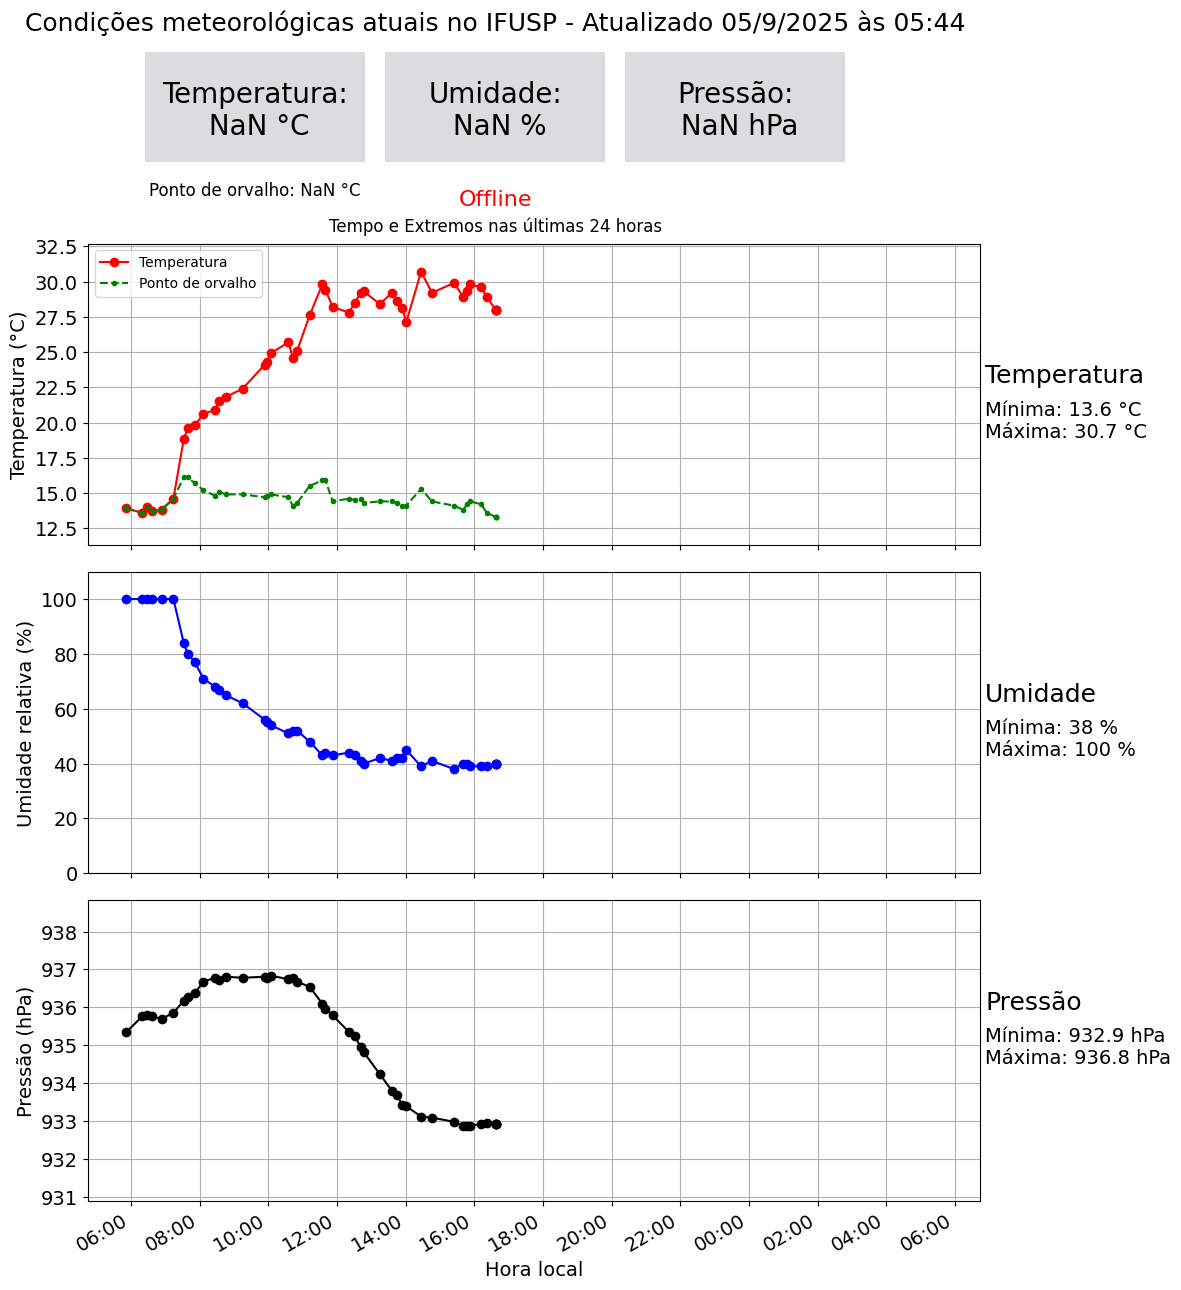 Condições meteorológicas atuais no IFUSP - Atualizado 05/9/2025 às 05:44
Temperatura:
NaN °C
Umidade:
NaN %
Pressão:
NaN hPa
Ponto de orvalho: NaN °C
Offline
Tempo e Extremos nas últimas 24 horas
Temperatura
Ponto de orvalho
Temperatura (°C)
32.5
30.0
27.5
25.0
22.5
20.0
17.5
15.0
12.5
Temperatura
Mínima: 13.6 °C
Máxima: 30.7 °C
Umidade relativa (%)
100
80
60
40
20
0
Umidade
Mínima: 38 %
Máxima: 100 %
Pressão (hPa)
938
937
936
935
934
933
932
931
Pressão
Mínima: 932.9 hPa
Máxima: 936.8 hPa
06:00
08:00
10:00
12:00
14:00
16:00
18:00
20:00
22:00
00:00
02:00
04:00
06:00
Hora local